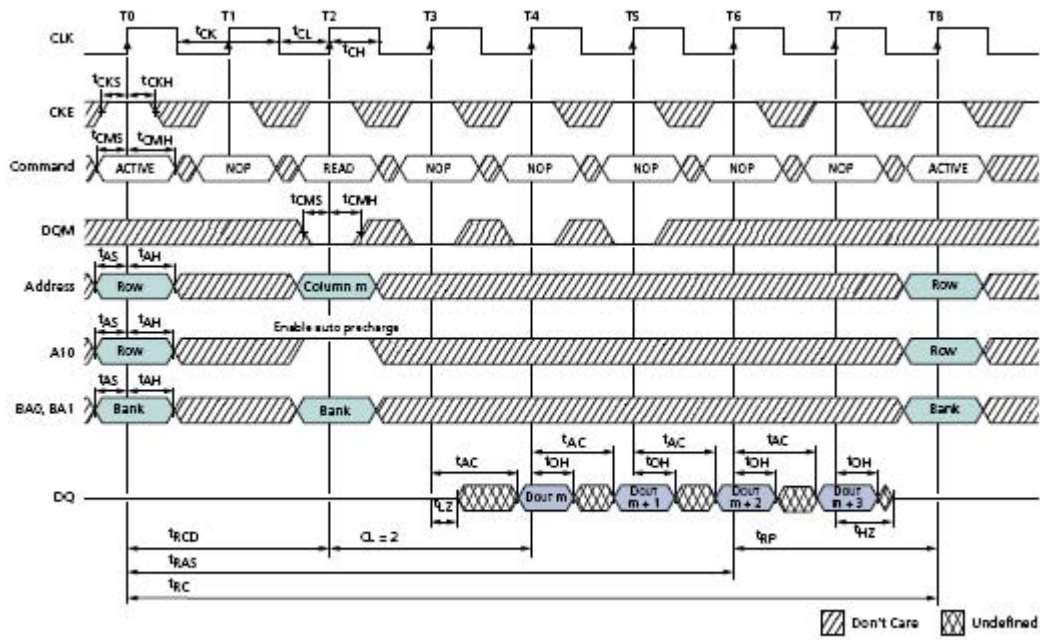 T0 T1 T2 T3 T4 T5 T6 T7 T8
CLK
tCK tCL tCH
tCKS tCKH
CKE
tCMS tCMH
Command ACTIVE NOP READ NOP NOP NOP NOP NOP ACTIVE
tCMS tCMH
DQM
tAS tAH
Address Row Column m Row
tAS tAH Enable auto precharge
A10 Row Row
tAS tAH
BA0, BA1 Bank Bank Bank
tAC tAC tAC tAC
tOH tOH tOH tOH
DQ DOUT m DOUT m + 1 DOUT m + 2 DOUT m + 3
tLZ tHZ
tRCD CL = 2 tRP
tRAS
tRC
Don't Care Undefined